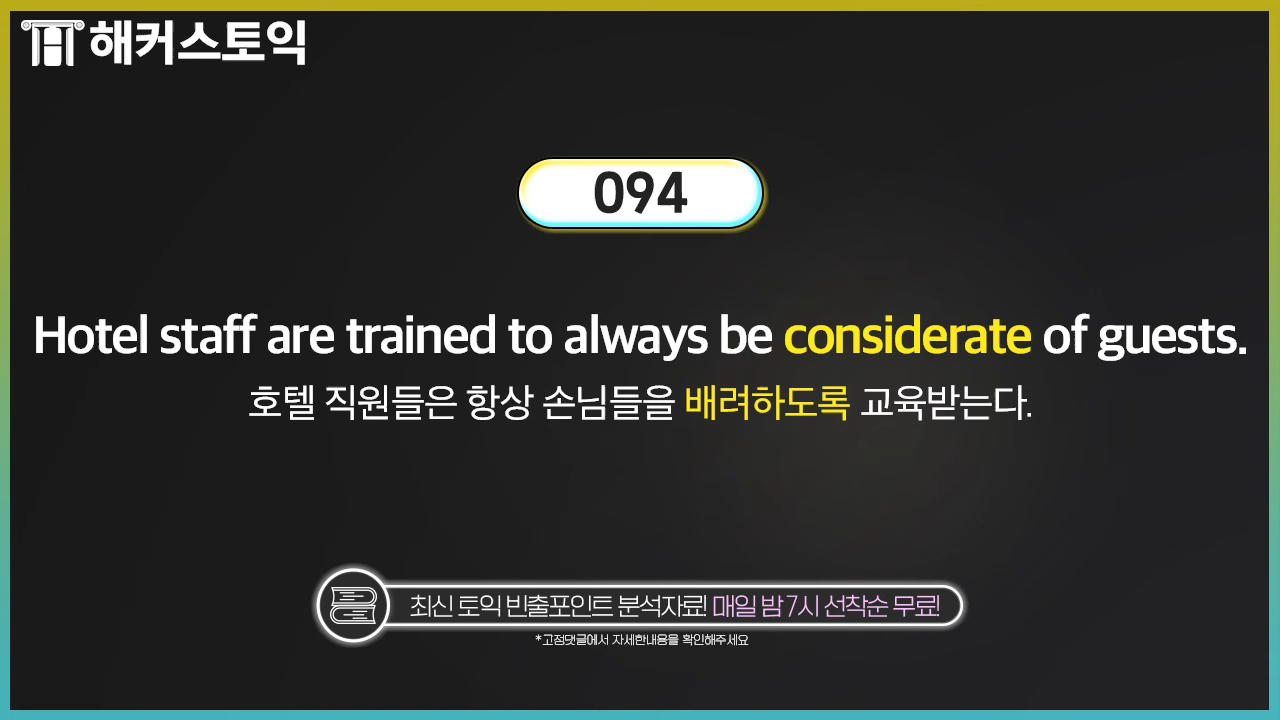 해커스토익
094
Hotel staff are trained to always be considerate of guests.
호텔 직원들은 항상 손님들을 배려하도록 교육받는다.
최신 토익 빈출포인트 분석자료! 매일 밤 7시 선착순 무료!
*고정댓글에서 자세한내용을 확인해주세요